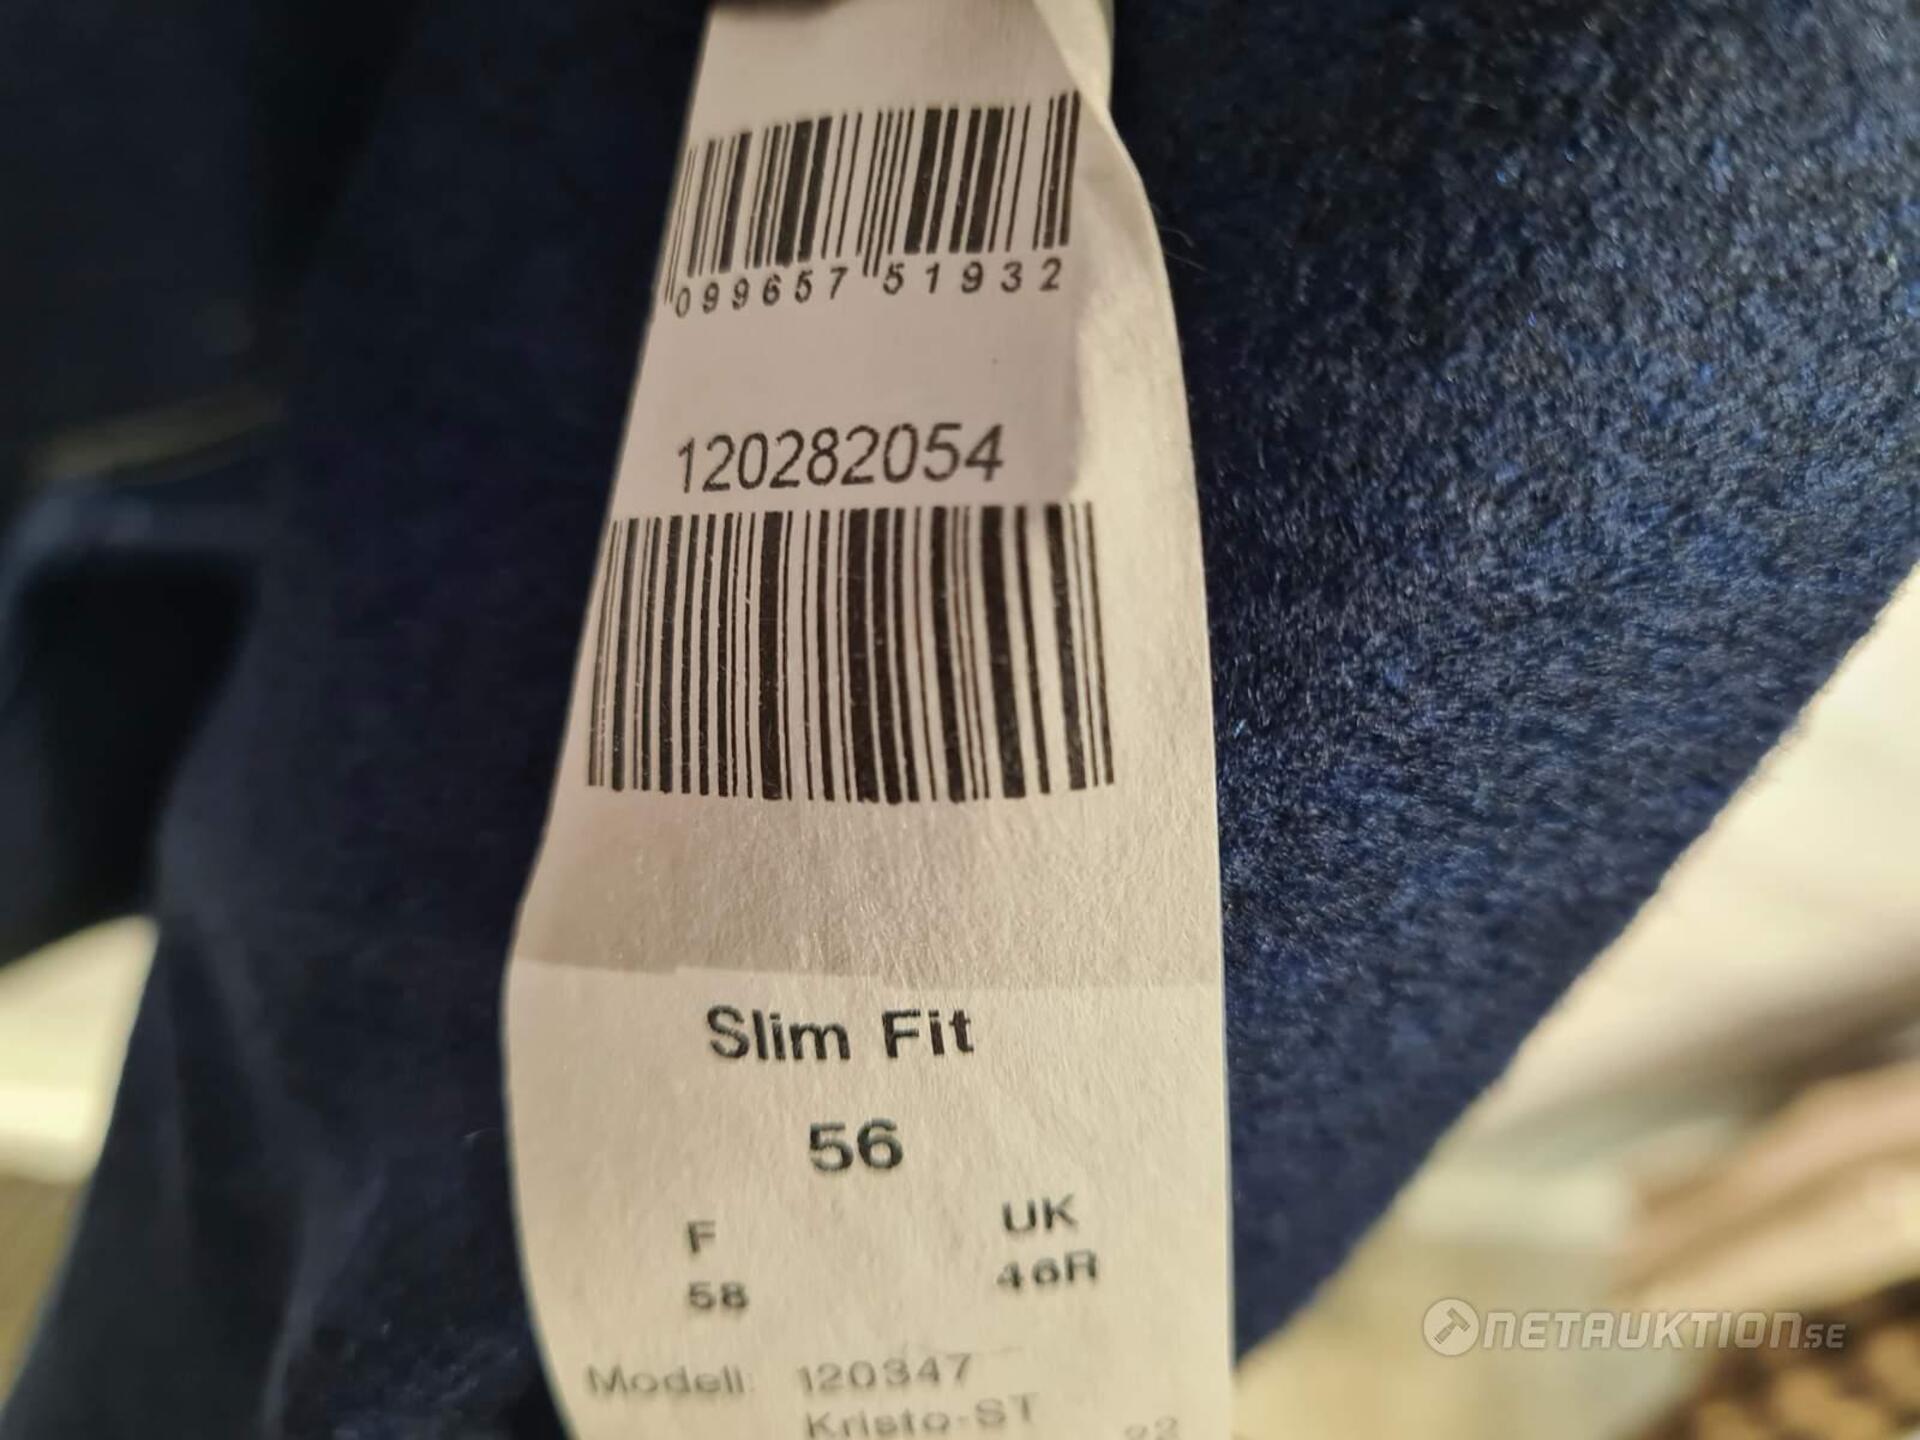 099657 51932
120282054
Slim Fit
56
F UK
58 46R
Modell: 120347
Kristo-ST
NETAUKTION.SE